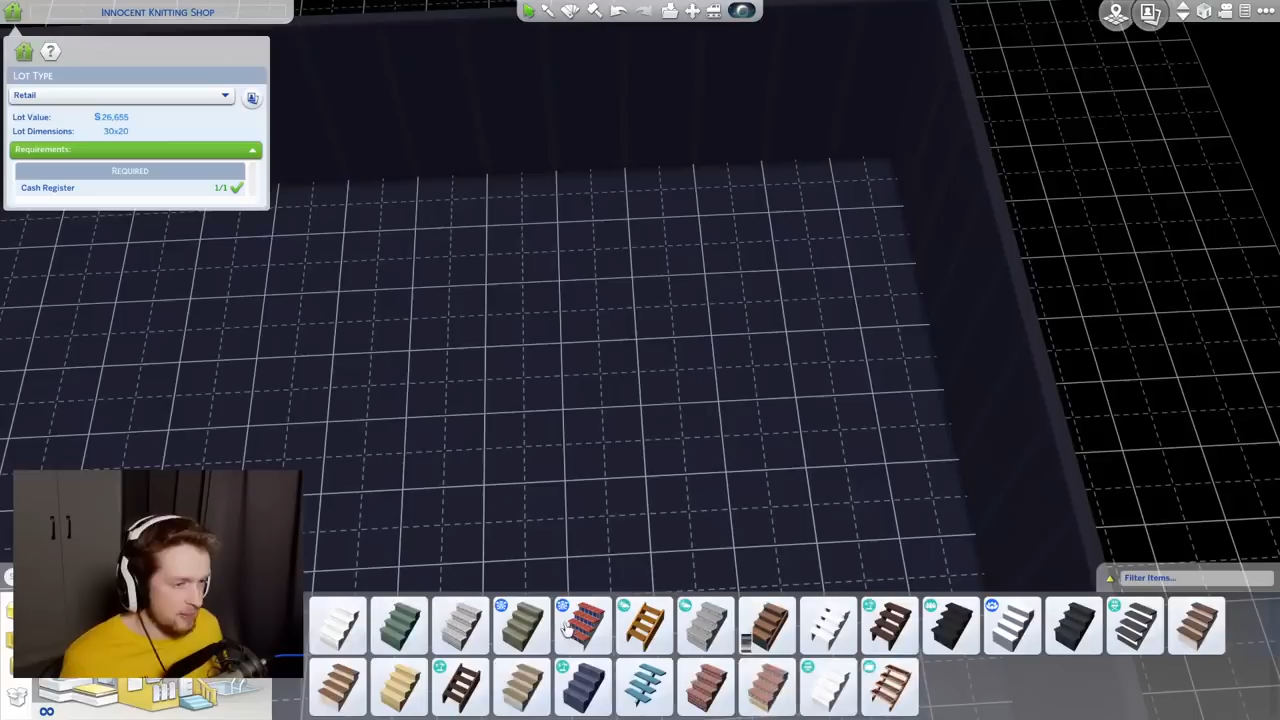 INNOCENT KNITTING SHOP
LOT TYPE
Retail
Lot Value: §26,655
Lot Dimensions: 30x20
Requirements:
REQUIRED
Cash Register 1/1
Filter Items...